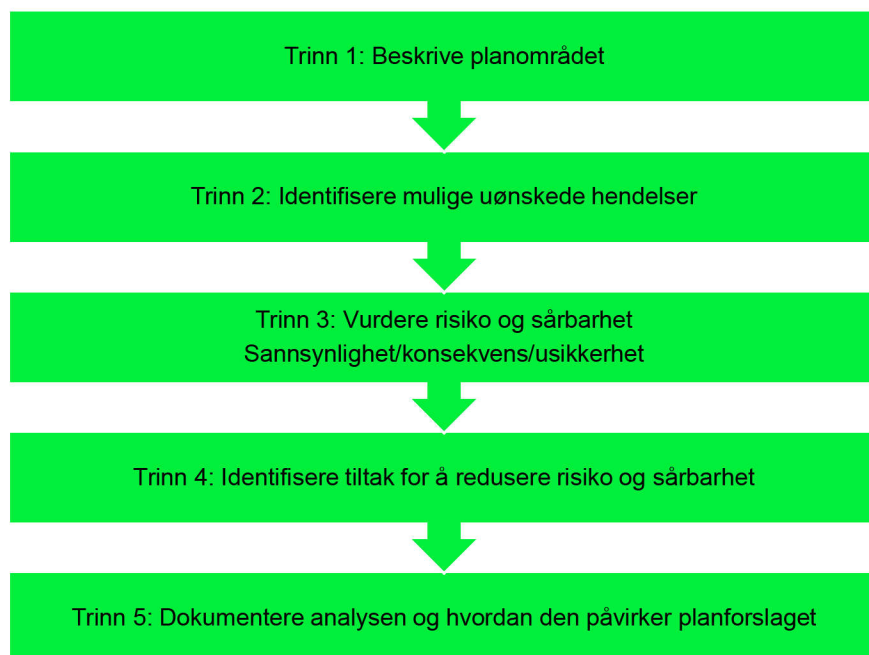 Trinn 1: Beskrive planområdet
Trinn 2: Identifisere mulige uønskede hendelser
Trinn 3: Vurdere risiko og sårbarhet
Sannsynlighet/konsekvens/usikkerhet
Trinn 4: Identifisere tiltak for å redusere risiko og sårbarhet
Trinn 5: Dokumentere analysen og hvordan den påvirker planforslaget